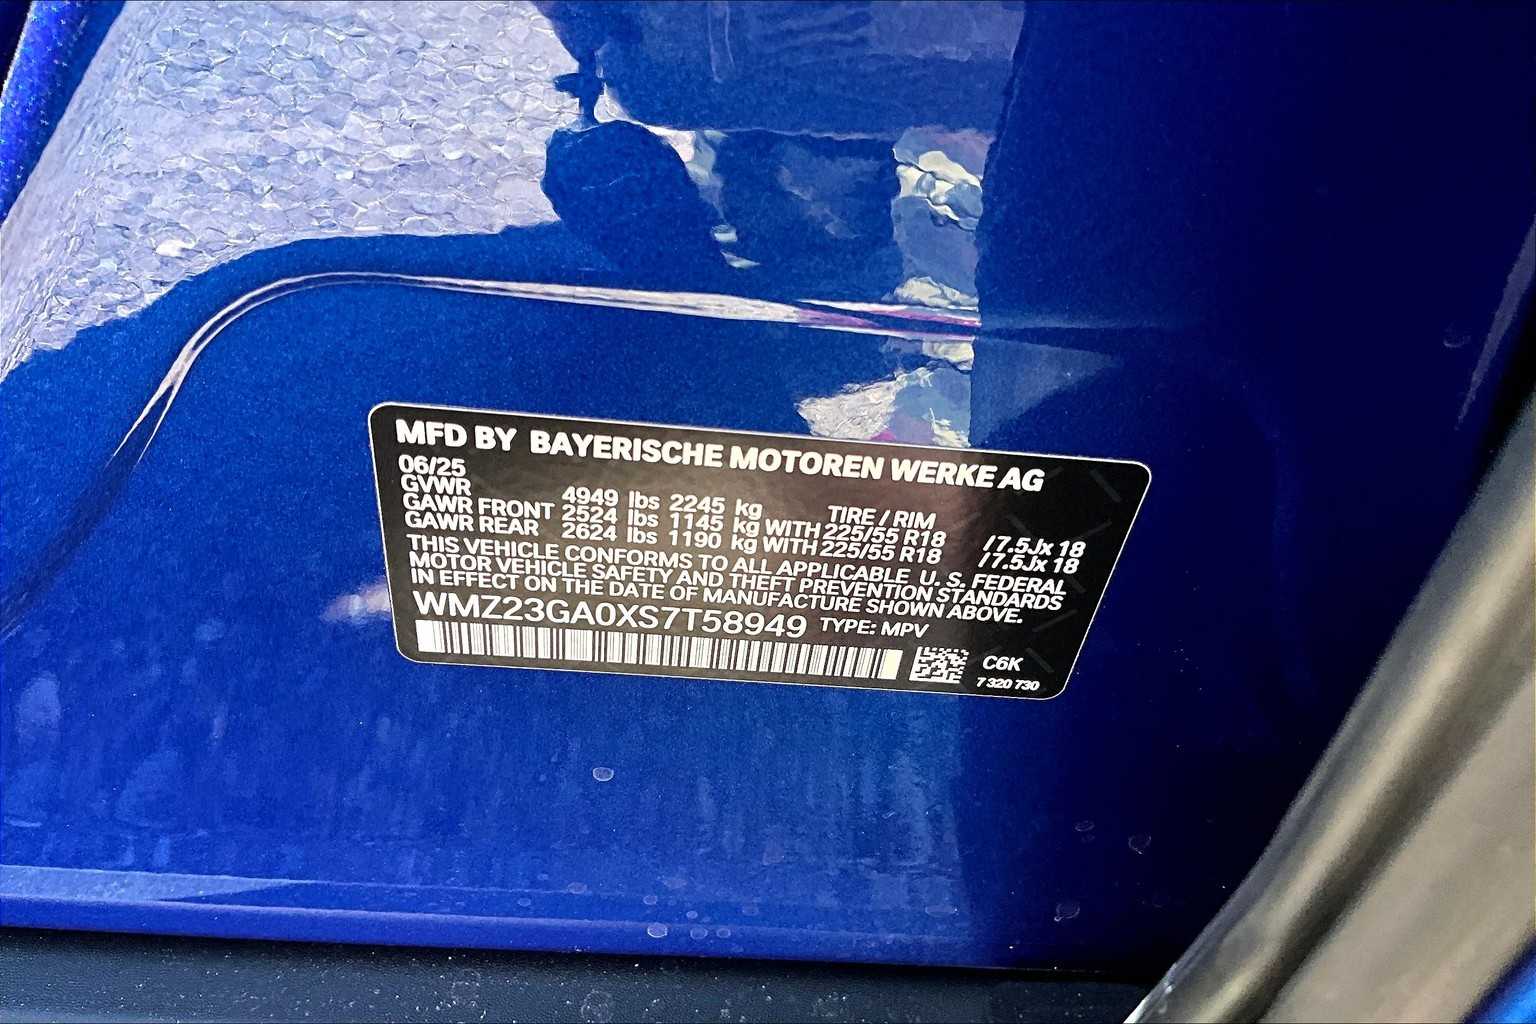 MFD BY BAYERISCHE MOTOREN WERKE AG
06/25
GVWR 4949 lbs 2245 kg TIRE / RIM
GAWR FRONT 2524 lbs 1145 kg WITH 225/55 R18 /7.5Jx 18
GAWR REAR 2624 lbs 1190 kg WITH 225/55 R18 /7.5Jx 18
THIS VEHICLE CONFORMS TO ALL APPLICABLE U. S. FEDERAL
MOTOR VEHICLE SAFETY AND THEFT PREVENTION STANDARDS
IN EFFECT ON THE DATE OF MANUFACTURE SHOWN ABOVE.
WMZ23GA0XS7T58949 TYPE: MPV
C6K
7 320 730